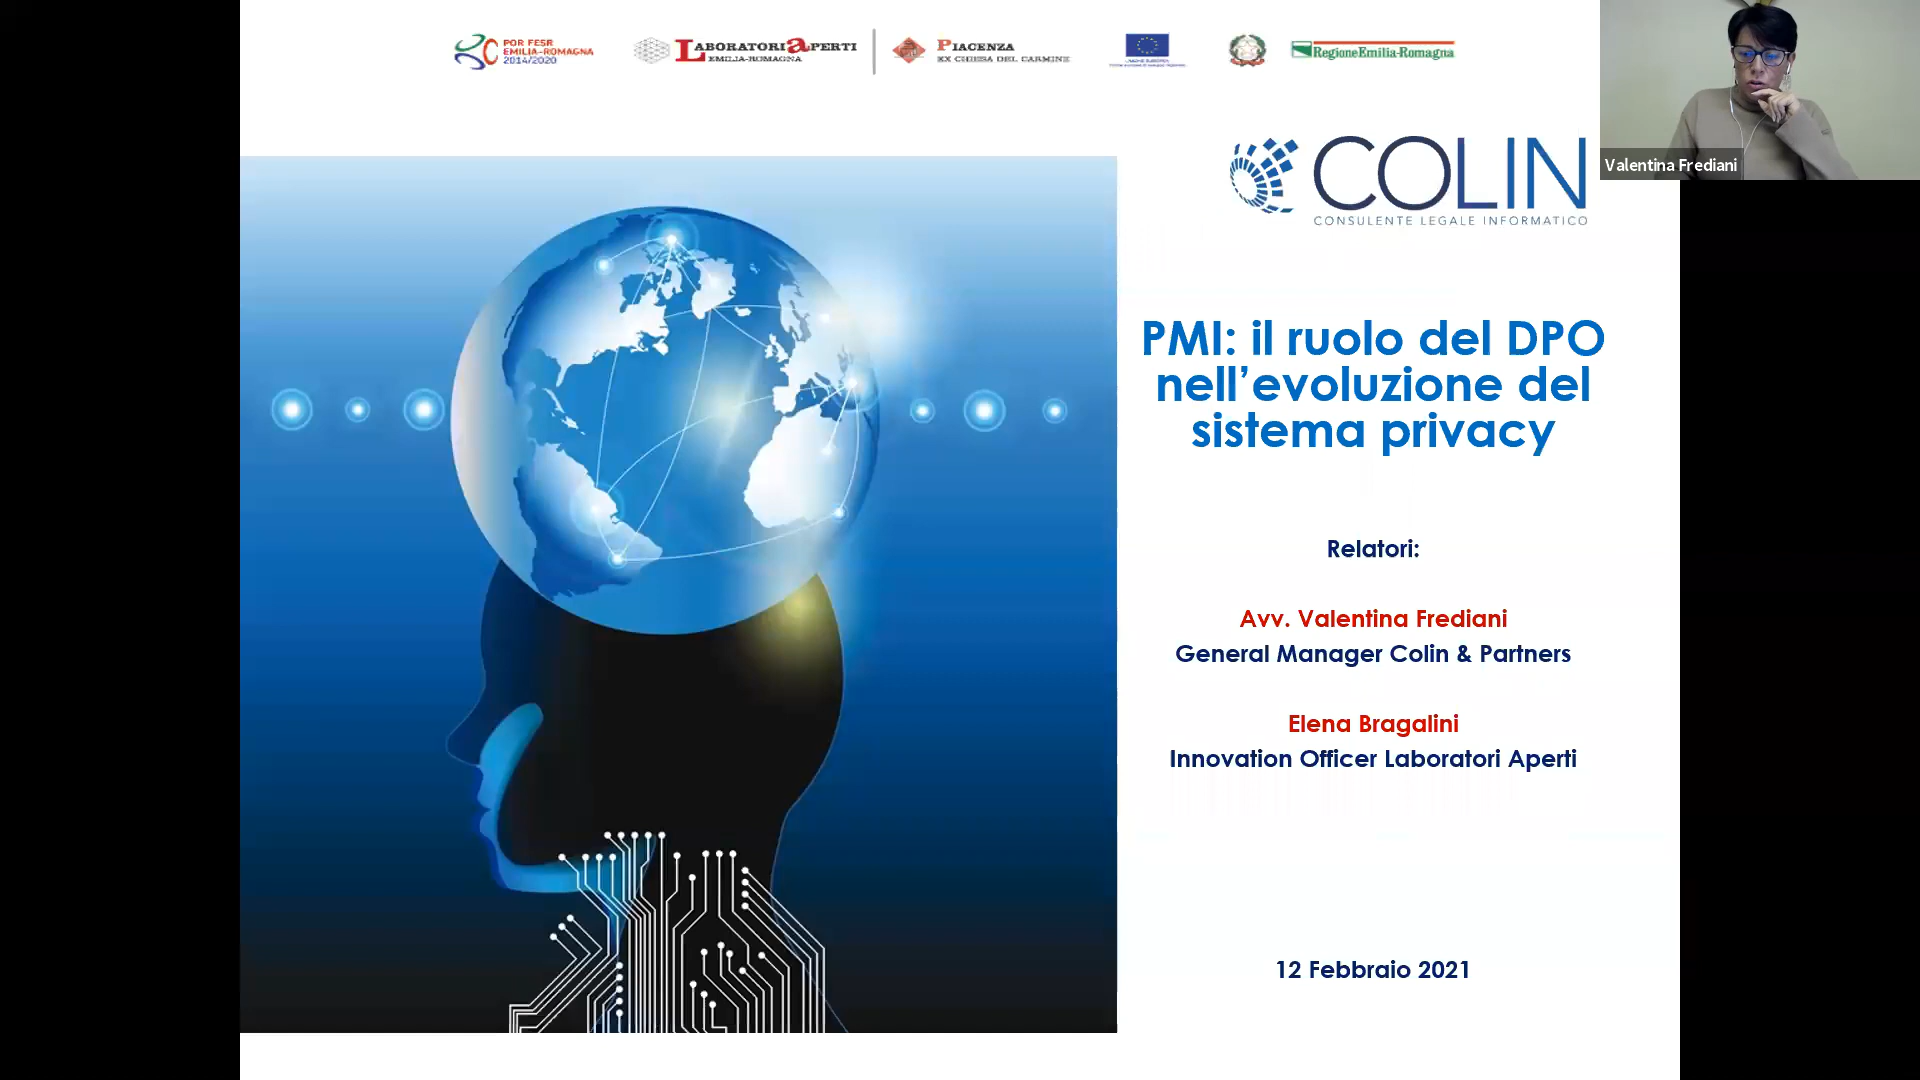 POR FESR
EMILIA-ROMAGNA
2014/2020
LABORATORI APERTI
EMILIA-ROMAGNA
PIACENZA
EX CHIESA DEL CARMINE
RegioneEmilia-Romagna
Valentina Frediani
COLIN
CONSULENTE LEGALE INFORMATICO
PMI: il ruolo del DPO
nell’evoluzione del
sistema privacy
Relatori:
Avv. Valentina Frediani
General Manager Colin & Partners
Elena Bragalini
Innovation Officer Laboratori Aperti
12 Febbraio 2021